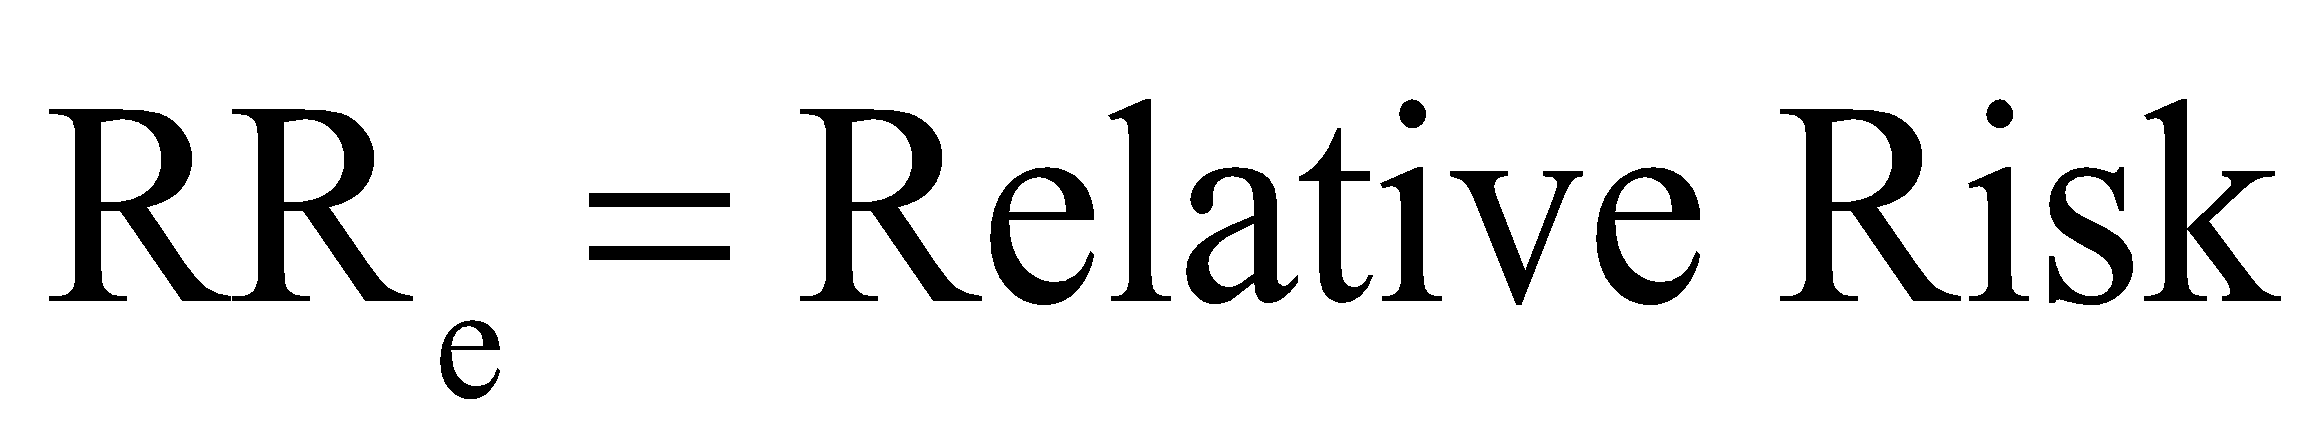 RRe = Relative Risk